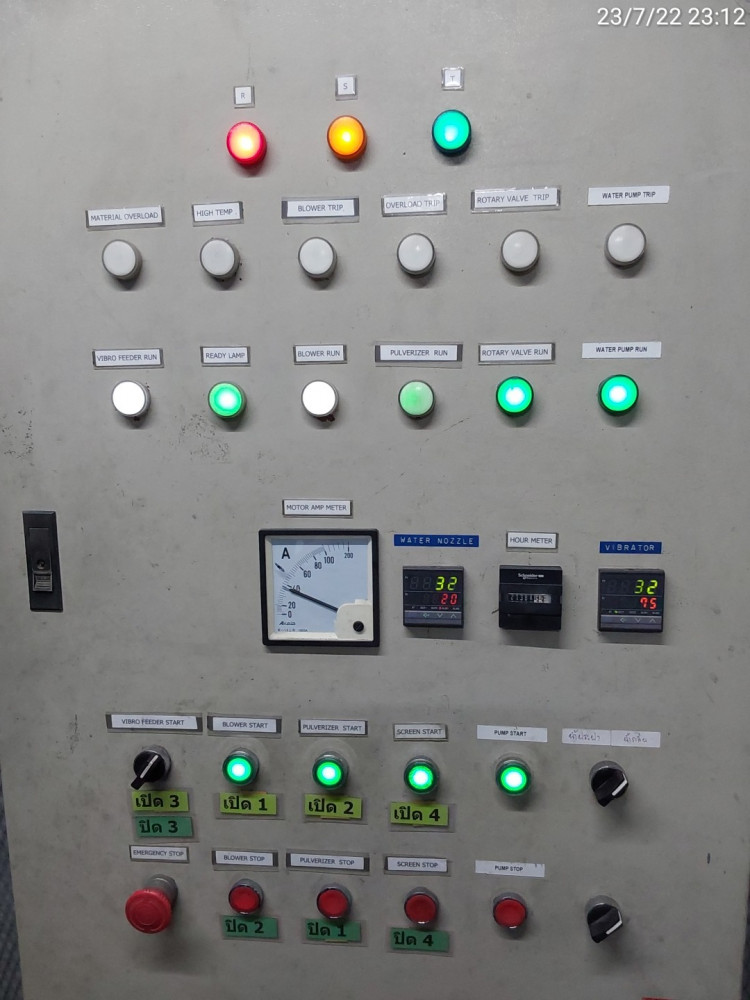 23/7/22 23:12
R
S
T
MATERIAL OVERLOAD
HIGH TEMP
BLOWER TRIP
OVERLOAD TRIP
ROTARY VALVE TRIP
WATER PUMP TRIP
VIBRO FEEDER RUN
READY LAMP
BLOWER RUN
PULVERIZER RUN
ROTARY VALVE RUN
WATER PUMP RUN
MOTOR AMP METER
WATER NOZZLE
HOUR METER
VIBRATOR
A
0
20
40
60
80
100
200
32
20
Schneider
32
75
VIBRO FEEDER START
BLOWER START
PULVERIZER START
SCREEN START
PUMP START
เปิด 3
เปิด 1
เปิด 2
เปิด 4
ปิด 3
EMERGENCY STOP
BLOWER STOP
PULVERIZER STOP
SCREEN STOP
PUMP STOP
ปิด 2
ปิด 1
ปิด 4